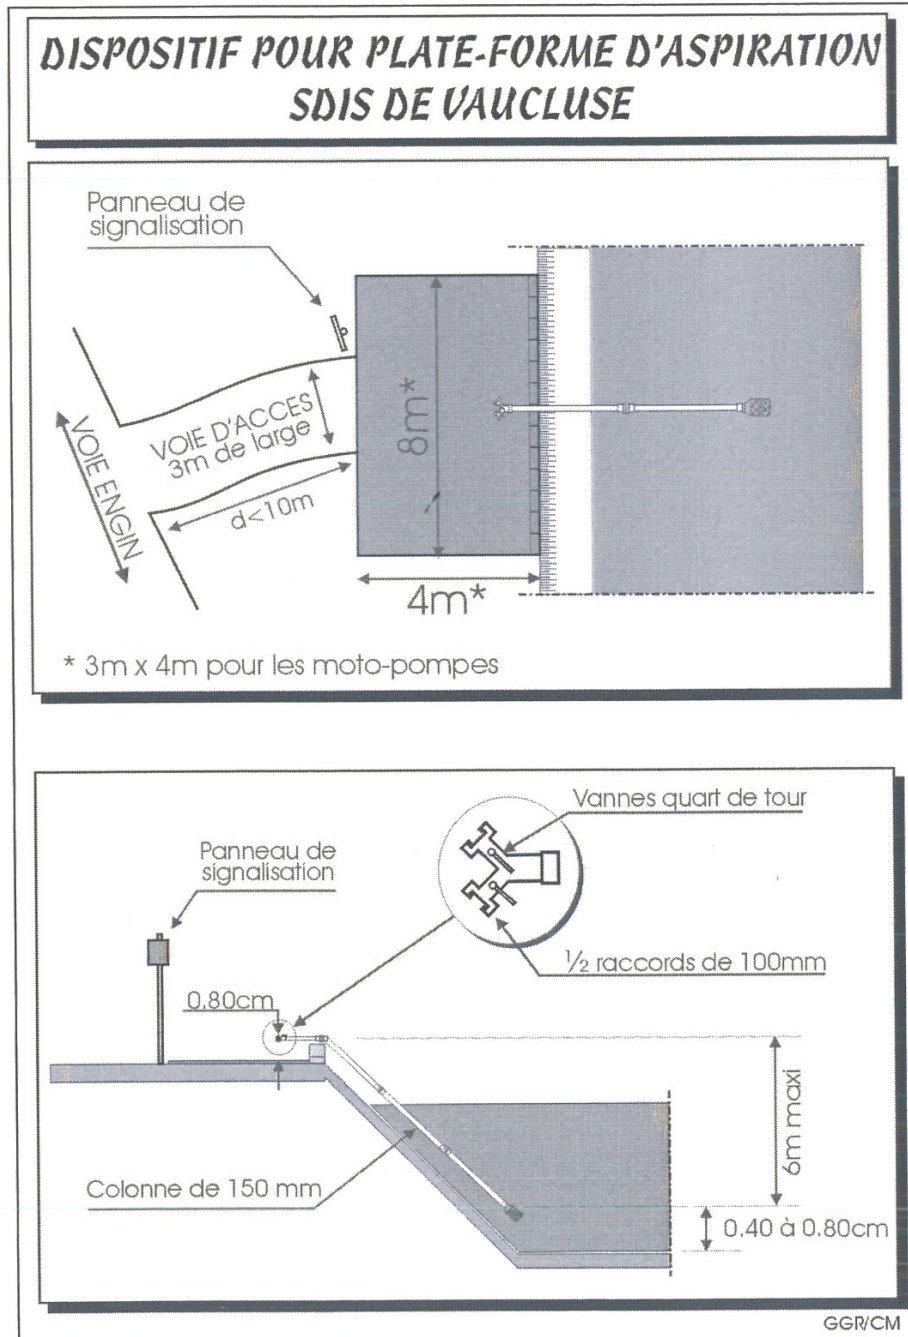 DISPOSITIF POUR PLATE-FORME D'ASPIRATION
SDIS DE VAUCLUSE
Panneau de
signalisation
VOIE D'ACCES
3m de large
VOIE ENGIN
d<10m
8m*
4m*
* 3m x 4m pour les moto-pompes
Vannes quart de tour
Panneau de
signalisation
½ raccords de 100mm
0.80cm
6m maxi
Colonne de 150 mm
0.40 à 0.80cm
GGR/CM